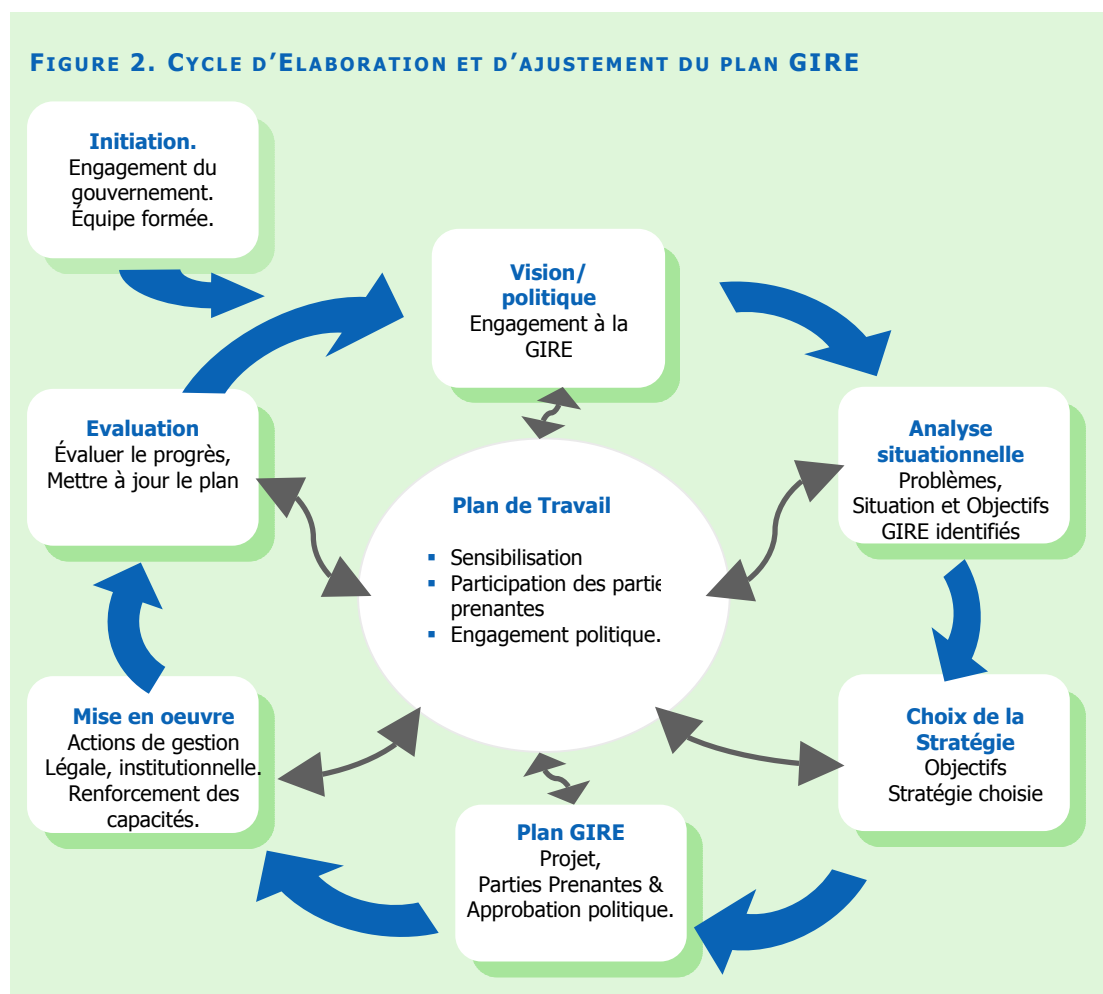 FIGURE 2. CYCLE D'ELABORATION ET D'AJUSTEMENT DU PLAN GIRE
Initiation.
Engagement du
gouvernement.
Équipe formée.
Vision/
politique
Engagement à la
GIRE
Analyse
situationnelle
Problèmes,
Situation et Objectifs
GIRE identifiés
Choix de la
Stratégie
Objectifs
Stratégie choisie
Plan GIRE
Projet,
Parties Prenantes &
Approbation politique.
Mise en oeuvre
Actions de gestion
Légale, institutionnelle.
Renforcement des
capacités.
Evaluation
Évaluer le progrès,
Mettre à jour le plan
Plan de Travail
▪ Sensibilisation
▪ Participation des partie
prenantes
▪ Engagement politique.